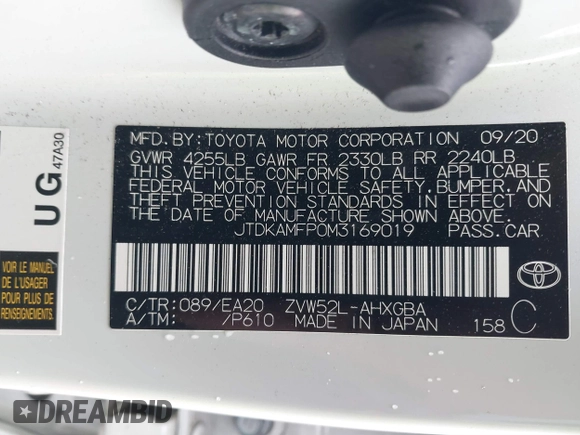 MFD. BY: TOYOTA MOTOR CORPORATION 09/20
GVWR 4255LB GAWR FR 2330LB RR 2240LB
THIS VEHICLE CONFORMS TO ALL APPLICABLE
FEDERAL MOTOR VEHICLE SAFETY, BUMPER, AND
THEFT PREVENTION STANDARDS IN EFFECT ON
THE DATE OF MANUFACTURE SHOWN ABOVE.
JTDKAMFP0M3169019 PASS.CAR
C/TR: 089/EA20 ZVW52L-AHXGBA
A/TM: /P610 MADE IN JAPAN 158 C
TOYOTA
UG
47A30
VOIR LE MANUEL
DE L'USAGER
POUR PLUS DE
RENSEIGNEMENTS.
DREAMBID